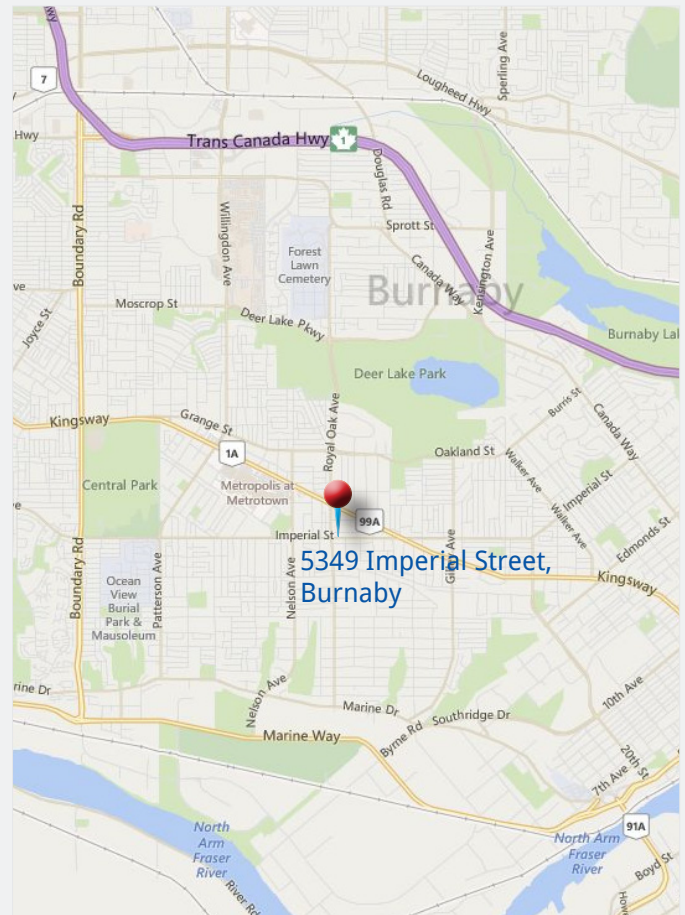 wy
7
Hwy
Trans Canada Hwy
1
Lougheed Hwy
Sperling Ave
Douglas Rd
Sprott St
Canada Way
Kensington Ave
Boundary Rd
Willingdon Ave
Forest
Lawn
Cemetery
Burnaby
ve
Joyce St
Moscrop St
Deer Lake Pkwy
Burnaby Lak
Deer Lake Park
Burris St
Canada Way
Kingsway
Grange St
1A
Royal Oak Ave
Oakland St
Walker Ave
Imperial St
Walker Ave
Edmonds St
Central Park
Metropolis at
Metrotown
e
99A
Imperial St
5349 Imperial Street,
Burnaby
Kingsway
Boundary Rd
Ocean
View
Burial
Park &
Mausoleum
Patterson Ave
Nelson Ave
rine Dr
Nelson Ave
Marine Dr
Marine Way
Byrne Rd
Southridge Dr
10th Ave
20th St
7th Ave
91A
North
Arm
Fraser
River
River Rd
North Arm
Fraser
River
Boyd St
How